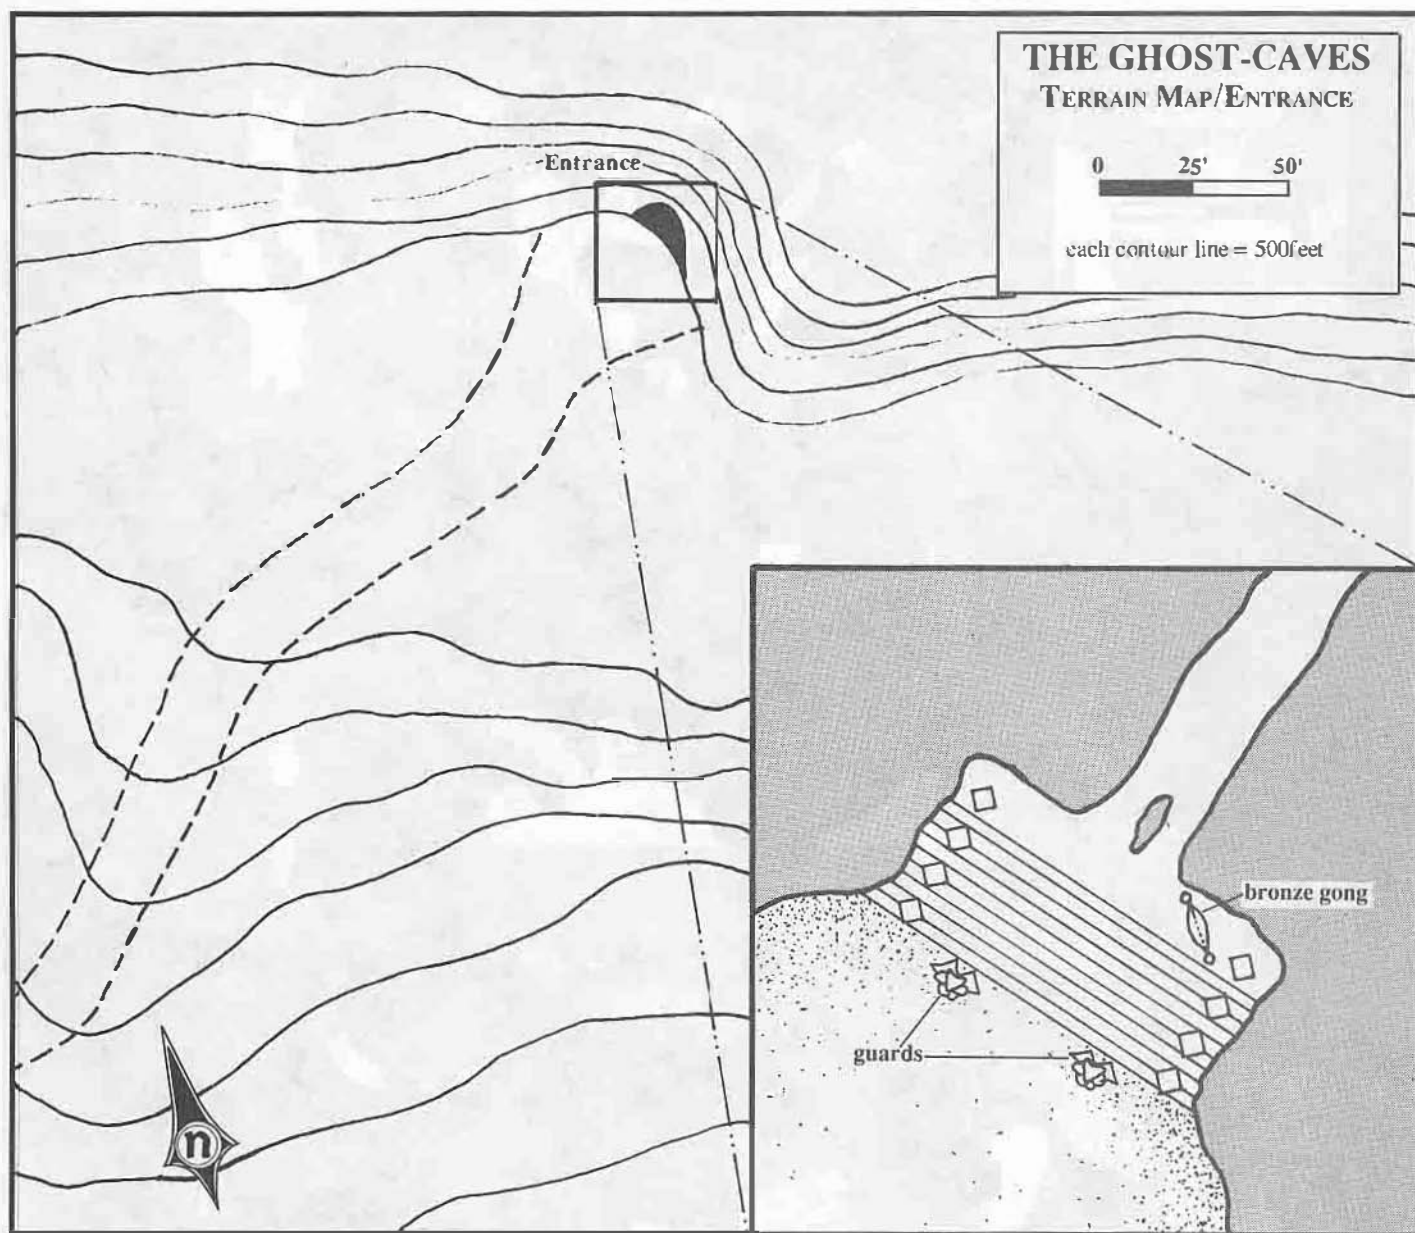 THE GHOST-CAVES
TERRAIN MAP/ENTRANCE
0 25' 50'
each contour line = 500feet
Entrance
bronze gong
guards
n